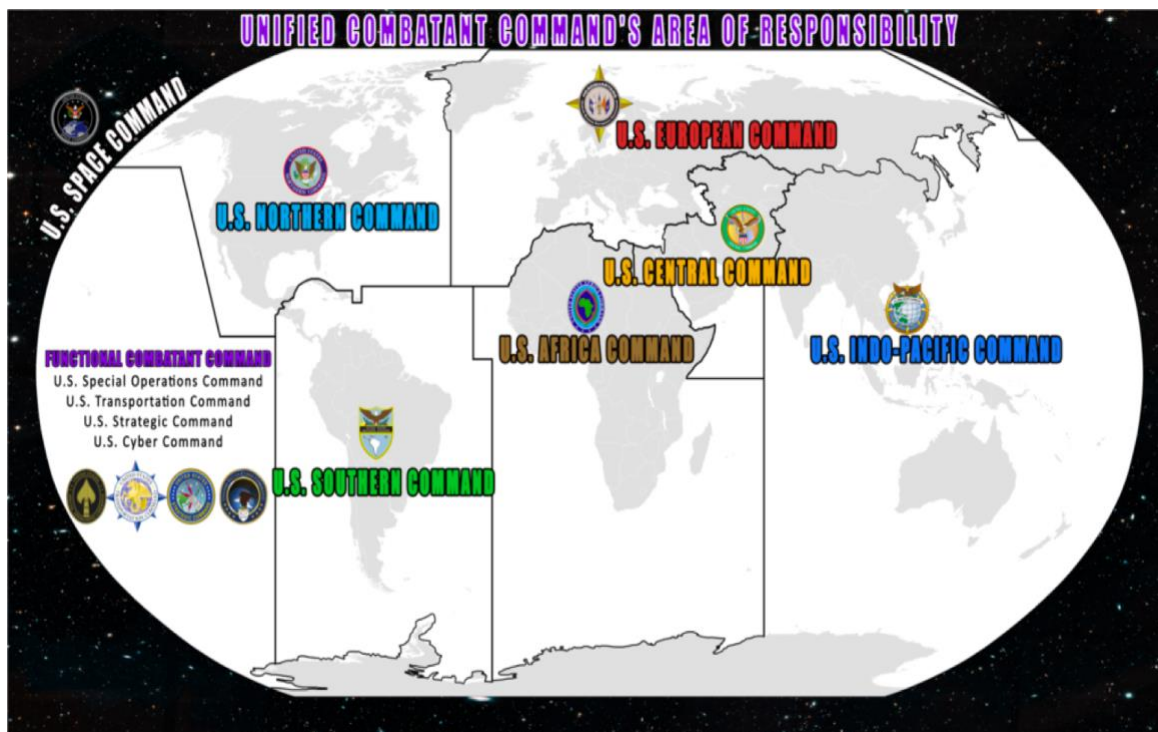 UNIFIED COMBATANT COMMAND'S AREA OF RESPONSIBILITY
U.S. SPACE COMMAND
U.S. EUROPEAN COMMAND
U.S. NORTHERN COMMAND
U.S. CENTRAL COMMAND
U.S. AFRICA COMMAND
U.S. INDO-PACIFIC COMMAND
FUNCTIONAL COMBATANT COMMAND
U.S. Special Operations Command
U.S. Transportation Command
U.S. Strategic Command
U.S. Cyber Command
U.S. SOUTHERN COMMAND